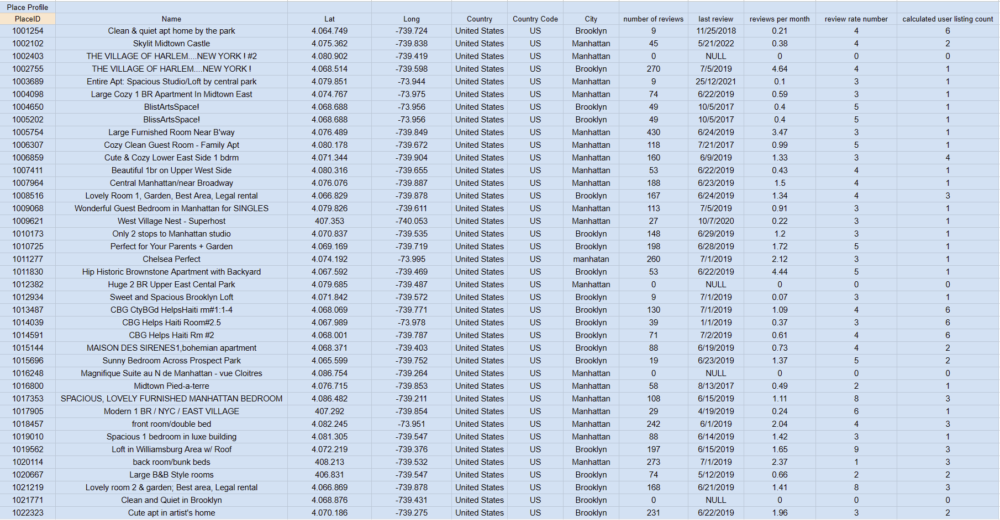 Place Profile
PlaceID Name Lat Long Country Country Code City number of reviews last review reviews per month review rate number calculated user listing count
1001254 Clean & quiet apt home by the park 4.064.749 -739.724 United States US Brooklyn 9 11/25/2018 0.21 4 6
1002102 Skylit Midtown Castle 4.075.362 -739.838 United States US Manhattan 45 5/21/2022 0.38 4 2
1002403 THE VILLAGE OF HARLEM....NEW YORK ! #2 4.080.902 -739.419 United States US Manhattan 0 NULL 0 0 0
1002755 THE VILLAGE OF HARLEM....NEW YORK ! 4.068.514 -739.598 United States US Brooklyn 270 7/5/2019 4.64 4 1
1003689 Entire Apt: Spacious Studio/Loft by central park 4.079.851 -73.944 United States US Manhattan 9 25/12/2021 0.1 3 1
1004098 Large Cozy 1 BR Apartment In Midtown East 4.074.767 -73.975 United States US Manhattan 74 6/22/2019 0.59 3 1
1004650 BlistArtsSpace! 4.068.688 -73.956 United States US Brooklyn 49 10/5/2017 0.4 5 1
1005202 BlissArtsSpace! 4.068.688 -73.956 United States US Brooklyn 49 10/5/2017 0.4 5 1
1005754 Large Furnished Room Near B'way 4.076.489 -739.849 United States US Manhattan 430 6/24/2019 3.47 3 1
1006307 Cozy Clean Guest Room - Family Apt 4.080.178 -739.672 United States US Manhattan 118 7/21/2017 0.99 5 1
1006859 Cute & Cozy Lower East Side 1 bdrm 4.071.344 -739.904 United States US Manhattan 160 6/9/2019 1.33 3 4
1007411 Beautiful 1br on Upper West Side 4.080.316 -739.655 United States US Manhattan 53 6/22/2019 0.43 4 1
1007964 Central Manhattan/near Broadway 4.076.076 -739.887 United States US Manhattan 188 6/23/2019 1.5 4 1
1008516 Lovely Room 1, Garden, Best Area, Legal rental 4.066.829 -739.878 United States US Brooklyn 167 6/24/2019 1.34 4 3
1009068 Wonderful Guest Bedroom in Manhattan for SINGLES 4.079.826 -739.611 United States US Manhattan 113 7/5/2019 0.91 3 1
1009621 West Village Nest - Superhost 407.353 -740.053 United States US Manhattan 27 10/7/2020 0.22 3 1
1010173 Only 2 stops to Manhattan studio 4.070.837 -739.535 United States US Brooklyn 148 6/29/2019 1.2 3 1
1010725 Perfect for Your Parents + Garden 4.069.169 -739.719 United States US Brooklyn 198 6/28/2019 1.72 5 1
1011277 Chelsea Perfect 4.074.192 -73.995 United States US manhatan 260 7/1/2019 2.12 3 1
1011830 Hip Historic Brownstone Apartment with Backyard 4.067.592 -739.469 United States US Brooklyn 53 6/22/2019 4.44 5 1
1012382 Huge 2 BR Upper East Cental Park 4.079.685 -739.487 United States US Manhattan 0 NULL 0 0 0
1012934 Sweet and Spacious Brooklyn Loft 4.071.842 -739.572 United States US Brooklyn 9 7/1/2019 0.07 3 1
1013487 CBG CtyBGd HelpsHaiti rm#1:1-4 4.068.069 -739.771 United States US Brooklyn 130 7/1/2019 1.09 4 6
1014039 CBG Helps Haiti Room#2.5 4.067.989 -73.978 United States US Brooklyn 39 1/1/2019 0.37 3 6
1014591 CBG Helps Haiti Rm #2 4.068.001 -739.787 United States US Brooklyn 71 7/2/2019 0.61 4 6
1015144 MAISON DES SIRENES1,bohemian apartment 4.068.371 -739.403 United States US Brooklyn 88 6/19/2019 0.73 4 2
1015696 Sunny Bedroom Across Prospect Park 4.065.599 -739.752 United States US Brooklyn 19 6/23/2019 1.37 5 2
1016248 Magnifique Suite au N de Manhattan - vue Cloitres 4.086.754 -739.264 United States US Manhattan 0 NULL 0 0 0
1016800 Midtown Pied-a-terre 4.076.715 -739.853 United States US Manhattan 58 8/13/2017 0.49 2 1
1017353 SPACIOUS, LOVELY FURNISHED MANHATTAN BEDROOM 4.086.482 -739.211 United States US Manhattan 108 6/15/2019 1.11 8 3
1017905 Modern 1 BR / NYC / EAST VILLAGE 407.292 -739.854 United States US Manhattan 29 4/19/2019 0.24 6 1
1018457 front room/double bed 4.082.245 -73.951 United States US Manhattan 242 6/1/2019 2.04 4 3
1019010 Spacious 1 bedroom in luxe building 4.081.305 -739.547 United States US Manhattan 88 6/14/2019 1.42 3 1
1019562 Loft in Williamsburg Area w/ Roof 4.072.219 -739.376 United States US Brooklyn 197 6/15/2019 1.65 9 3
1020114 back room/bunk beds 408.213 -739.532 United States US Manhattan 273 7/1/2019 2.37 1 3
1020667 Large B&B Style rooms 406.831 -739.547 United States US Brooklyn 74 5/12/2019 0.66 2 2
1021219 Lovely room 2 & garden; Best area, Legal rental 4.066.869 -739.878 United States US Brooklyn 168 6/21/2019 1.41 8 3
1021771 Clean and Quiet in Brooklyn 4.068.876 -739.431 United States US Brooklyn 0 NULL 0 0 0
1022323 Cute apt in artist's home 4.070.186 -739.275 United States US Brooklyn 231 6/22/2019 1.96 3 2